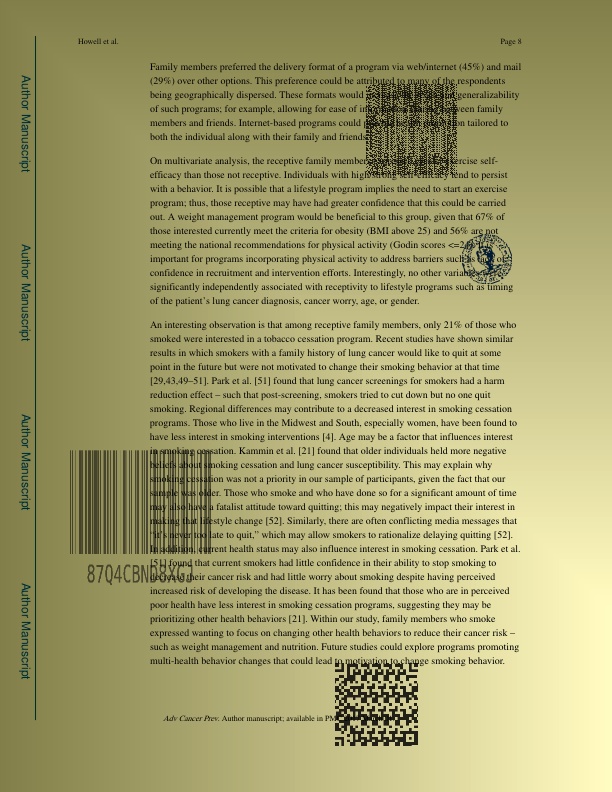 Howell et al.
Page 8
Family members preferred the delivery format of a program via web/internet (45%) and mail
(29%) over other options. This preference could be attributed to many of the respondents
being geographically dispersed. These formats would generalizability
of such programs; for example, allowing for ease of between family
members and friends. Internet-based programs could tailored to
both the individual along with their family and friends
On multivariate analysis, the receptive family members exercise self-
efficacy than those not receptive. Individuals with high/strong self-efficacy tend to persist
with a behavior. It is possible that a lifestyle program implies the need to start an exercise
program; thus, those receptive may have had greater confidence that this could be carried
out. A weight management program would be beneficial to this group, given that 67% of
those interested currently meet the criteria for obesity (BMI above 25) and 56% are not
meeting the national recommendations for physical activity (Godin scores
important for programs incorporating physical activity to address barriers such as lack of
confidence in recruitment and intervention efforts. Interestingly, no other variables were
significantly independently associated with receptivity to lifestyle programs such as timing
of the patient's lung cancer diagnosis, cancer worry, age, or gender.
An interesting observation is that among receptive family members, only 21% of those who
smoked were interested in a tobacco cessation program. Recent studies have shown similar
results in which smokers with a family history of lung cancer would like to quit at some
point in the future but were not motivated to change their smoking behavior at that time
[29,43,49–51]. Park et al. [51] found that lung cancer screenings for smokers had a harm
reduction effect – such that post-screening, smokers tried to cut down but no one quit
smoking. Regional differences may contribute to a decreased interest in smoking cessation
programs. Those who live in the Midwest and South, especially women, have been found to
have less interest in smoking interventions [4]. Age may be a factor that influences interest
in smoking cessation. Kammin et al. [21] found that older individuals held more negative
beliefs about smoking cessation and lung cancer susceptibility. This may explain why
smoking cessation was not a priority in our sample of participants, given the fact that our
sample was older. Those who smoke and who have done so for a significant amount of time
may also have a fatalist attitude toward quitting; this may negatively impact their interest in
making that lifestyle change [52]. Similarly, there are often conflicting media messages that
"it's never too late to quit," which may allow smokers to rationalize delaying quitting [52].
In addition, current health status may also influence interest in smoking cessation. Park et al.
[51] found that current smokers had little confidence in their ability to stop smoking to
decrease their cancer risk and had little worry about smoking despite having perceived
increased risk of developing the disease. It has been found that those who are in perceived
poor health have less interest in smoking cessation programs, suggesting they may be
prioritizing other health behaviors [21]. Within our study, family members who smoke
expressed wanting to focus on changing other health behaviors to reduce their cancer risk –
such as weight management and nutrition. Future studies could explore programs promoting
multi-health behavior changes that could lead to motivation to change smoking behavior.
Adv Cancer Prev. Author manuscript; available in
Author Manuscript
Author Manuscript
Author Manuscript
Author Manuscript
87Q4CBND8XGJ